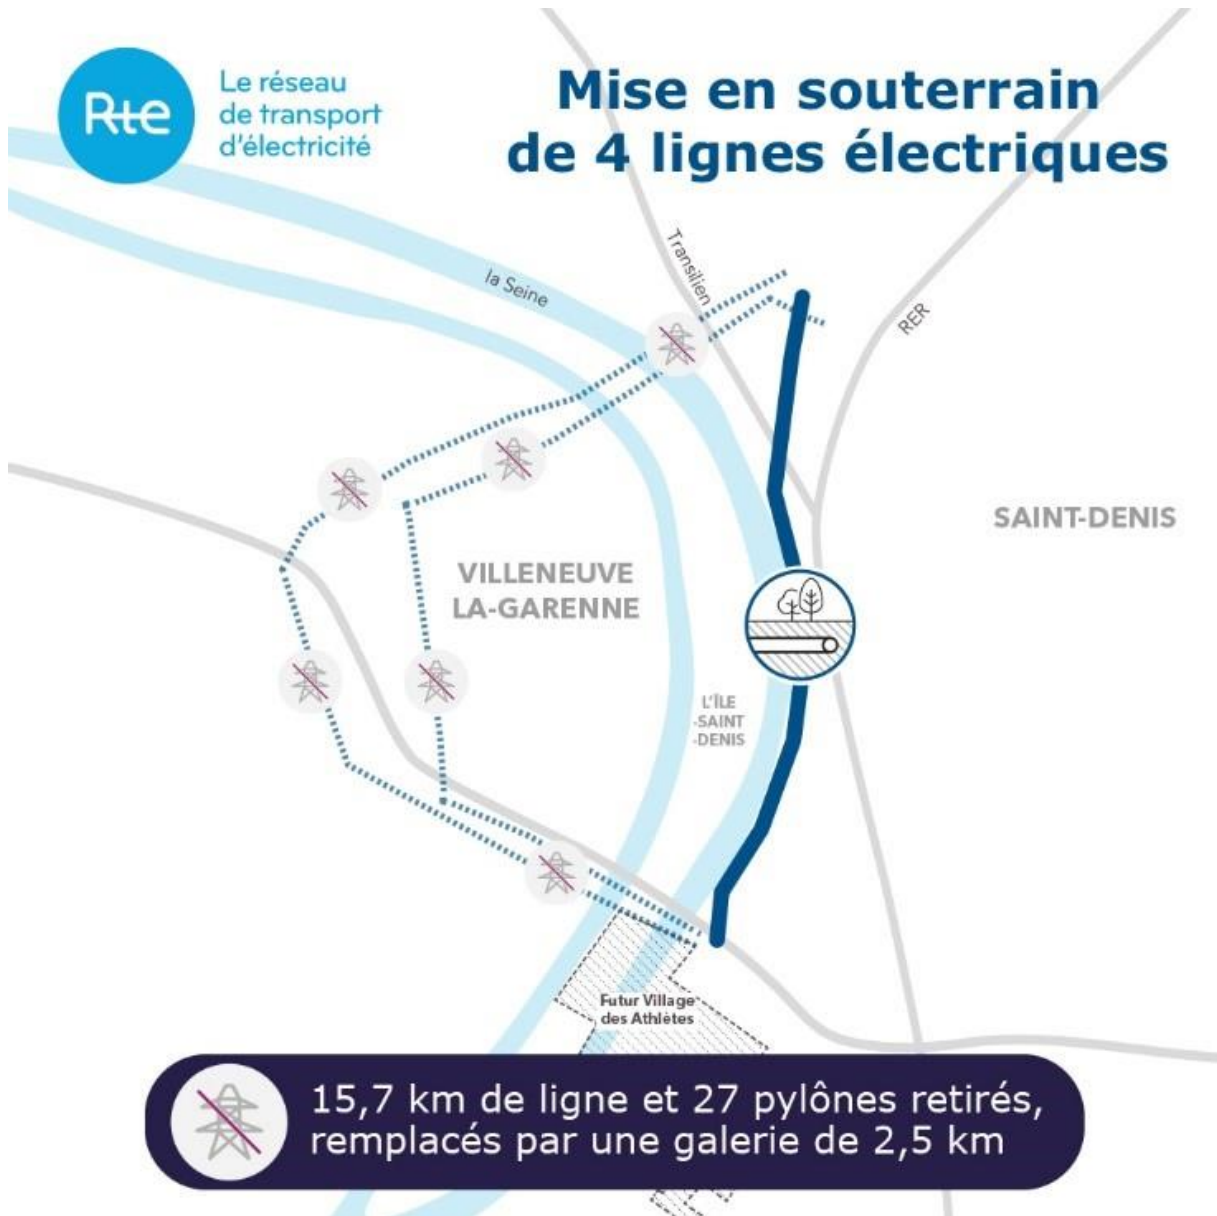 Rte
Le réseau
de transport
d'électricité
Mise en souterrain
de 4 lignes électriques
la Seine
Transilien
RER
SAINT-DENIS
VILLENEUVE
LA-GARENNE
L'ÎLE
-SAINT
-DENIS
Futur Village
des Athlètes
15,7 km de ligne et 27 pylônes retirés,
remplacés par une galerie de 2,5 km